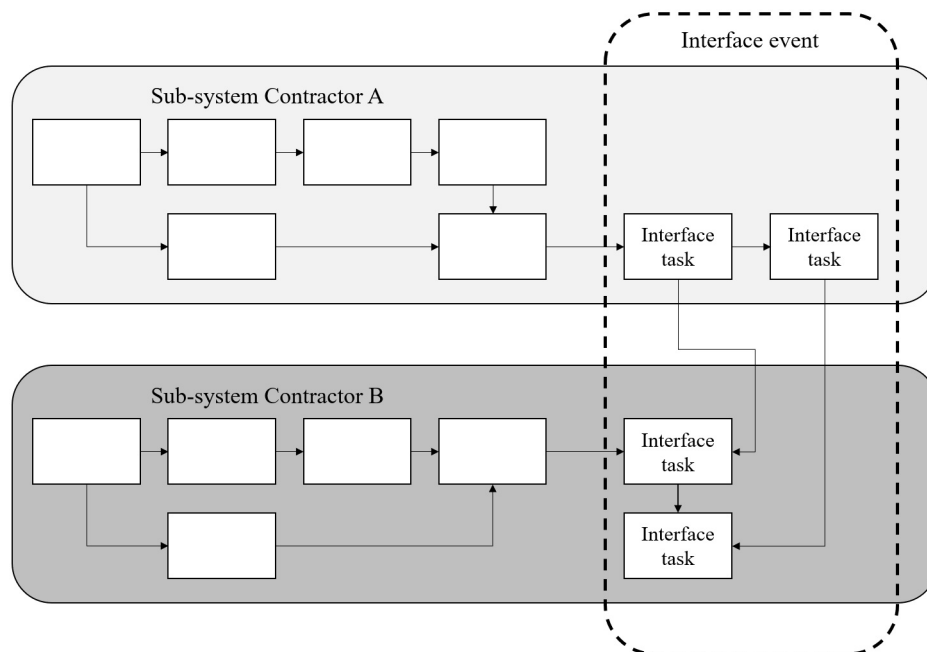 Interface event
Sub-system Contractor A
Interface
task
Interface
task
Sub-system Contractor B
Interface
task
Interface
task